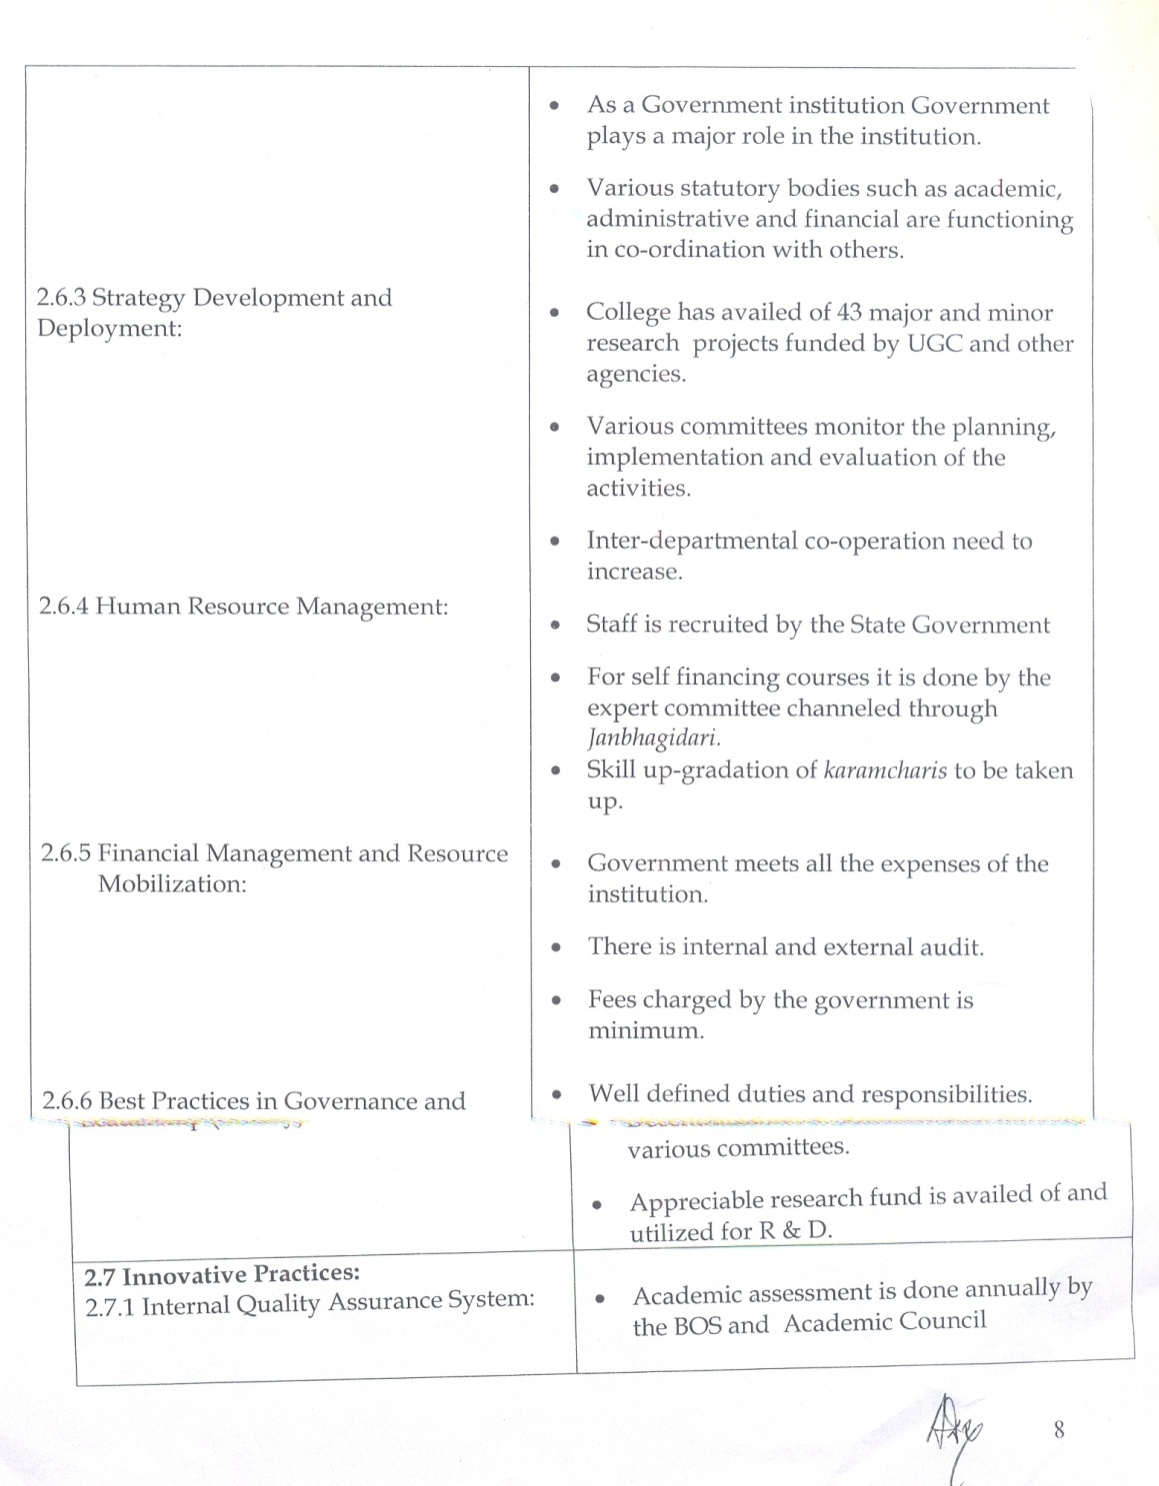 As a Government institution Government
plays a major role in the institution.
Various statutory bodies such as academic,
administrative and financial are functioning
in co-ordination with others.
2.6.3 Strategy Development and
Deployment:
College has availed of 43 major and minor
research projects funded by UGC and other
agencies.
Various committees monitor the planning,
implementation and evaluation of the
activities.
Inter-departmental co-operation need to
increase.
2.6.4 Human Resource Management:
Staff is recruited by the State Government
For self financing courses it is done by the
expert committee channeled through
Janbhagidari.
Skill up-gradation of karamcharis to be taken
up.
2.6.5 Financial Management and Resource
Mobilization:
Government meets all the expenses of the
institution.
There is internal and external audit.
Fees charged by the government is
minimum.
2.6.6 Best Practices in Governance and
Well defined duties and responsibilities.
various committees.
Appreciable research fund is availed of and
utilized for R & D.
2.7 Innovative Practices:
2.7.1 Internal Quality Assurance System:
Academic assessment is done annually by
the BOS and Academic Council
8